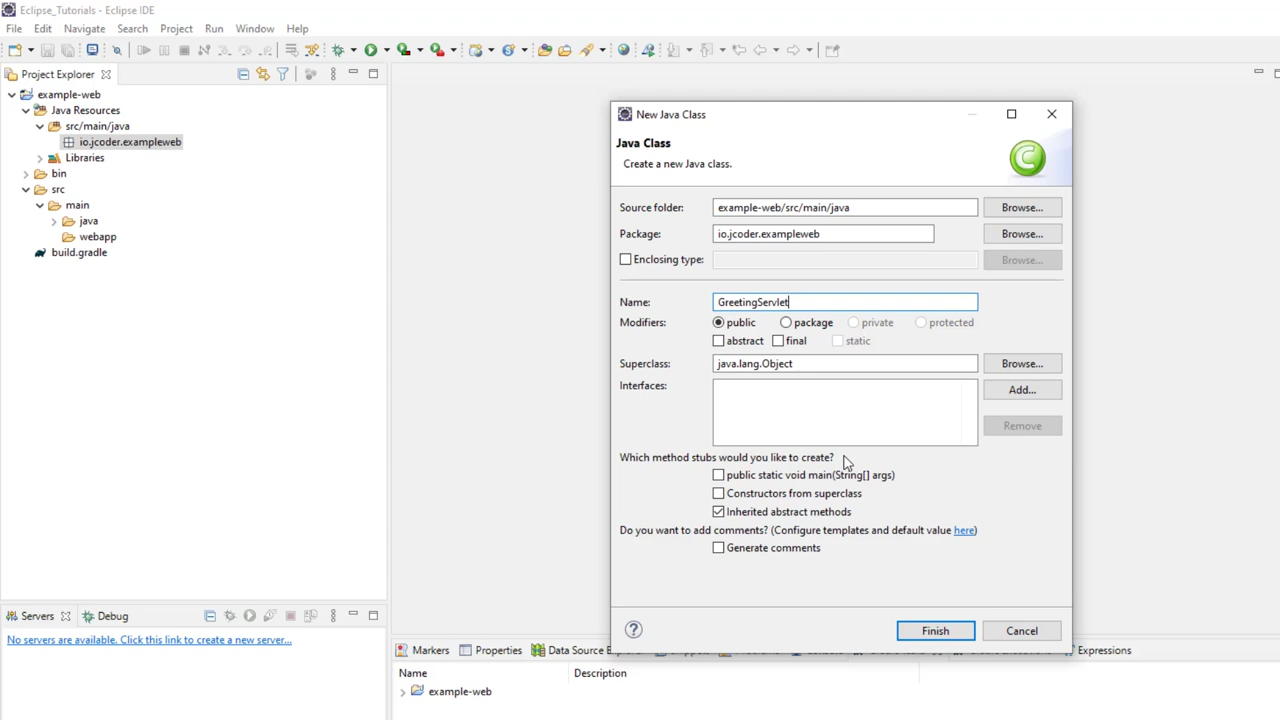 Eclipse_Tutorials - Eclipse IDE
File Edit Navigate Search Project Run Window Help
Project Explorer
example-web
Java Resources
src/main/java
io.jcoder.exampleweb
Libraries
bin
src
main
java
webapp
build.gradle
New Java Class
Java Class
Create a new Java class.
Source folder: example-web/src/main/java Browse...
Package: io.jcoder.exampleweb Browse...
Enclosing type: Browse...
Name: GreetingServlet
Modifiers: public package private protected
abstract final static
Superclass: java.lang.Object Browse...
Interfaces: Add...
Remove
Which method stubs would you like to create?
public static void main(String[] args)
Constructors from superclass
Inherited abstract methods
Do you want to add comments? (Configure templates and default value here)
Generate comments
Finish Cancel
Servers Debug
No servers are available. Click this link to create a new server...
Markers Properties Data Source Expressions
Name Description
example-web